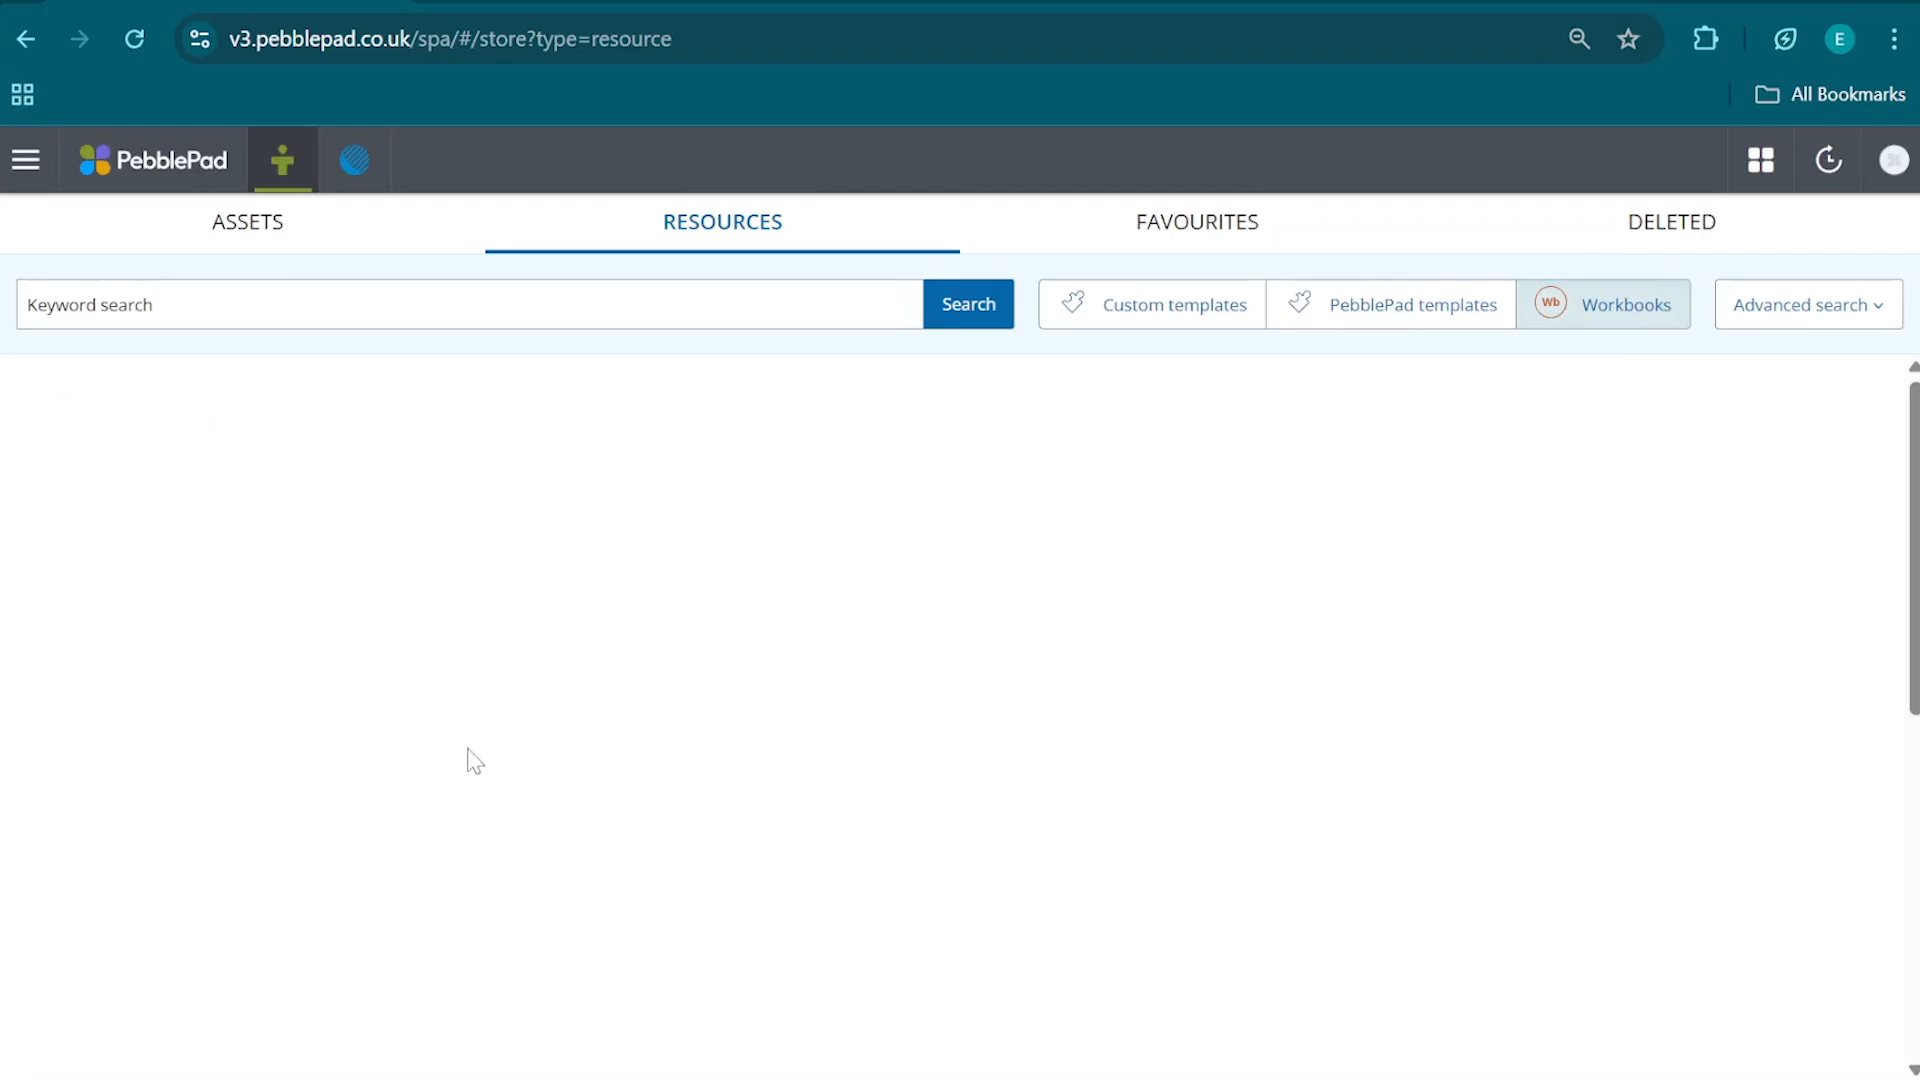 v3.pebblepad.co.uk/spa/#/store?type=resource
E
All Bookmarks
PebblePad
ASSETS
RESOURCES
FAVOURITES
DELETED
Keyword search
Search
Custom templates
PebblePad templates
Wb
Workbooks
Advanced search